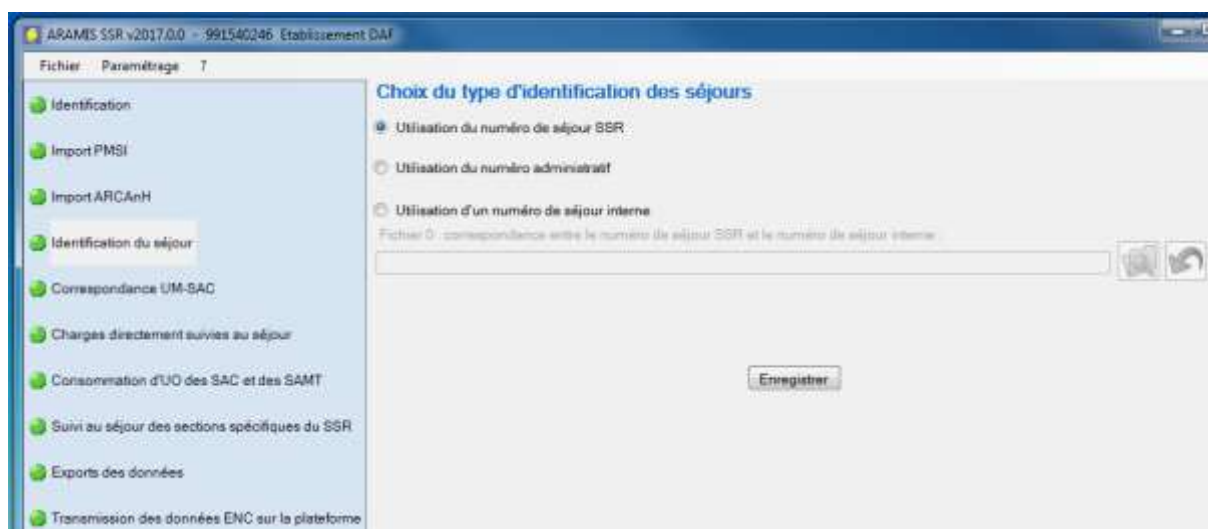 ARAMIS SSR v2017.0.0 - 991540246 Etablissement DAF
Fichier Paramétrage ?
Identification
Import PMSI
Import ARCAnH
Identification du séjour
Correspondance UM-SAC
Charges directement suivies au séjour
Consommation d'UO des SAC et des SAMT
Suivi au séjour des sections spécifiques du SSR
Exports des données
Transmission des données ENC sur la plateforme
Choix du type d'identification des séjours
Utilisation du numéro de séjour SSR
Utilisation du numéro administratif
Utilisation d'un numéro de séjour interne
Fichier 0 : correspondance entre le numéro de séjour SSR et le numéro de séjour interne :
Enregistrer